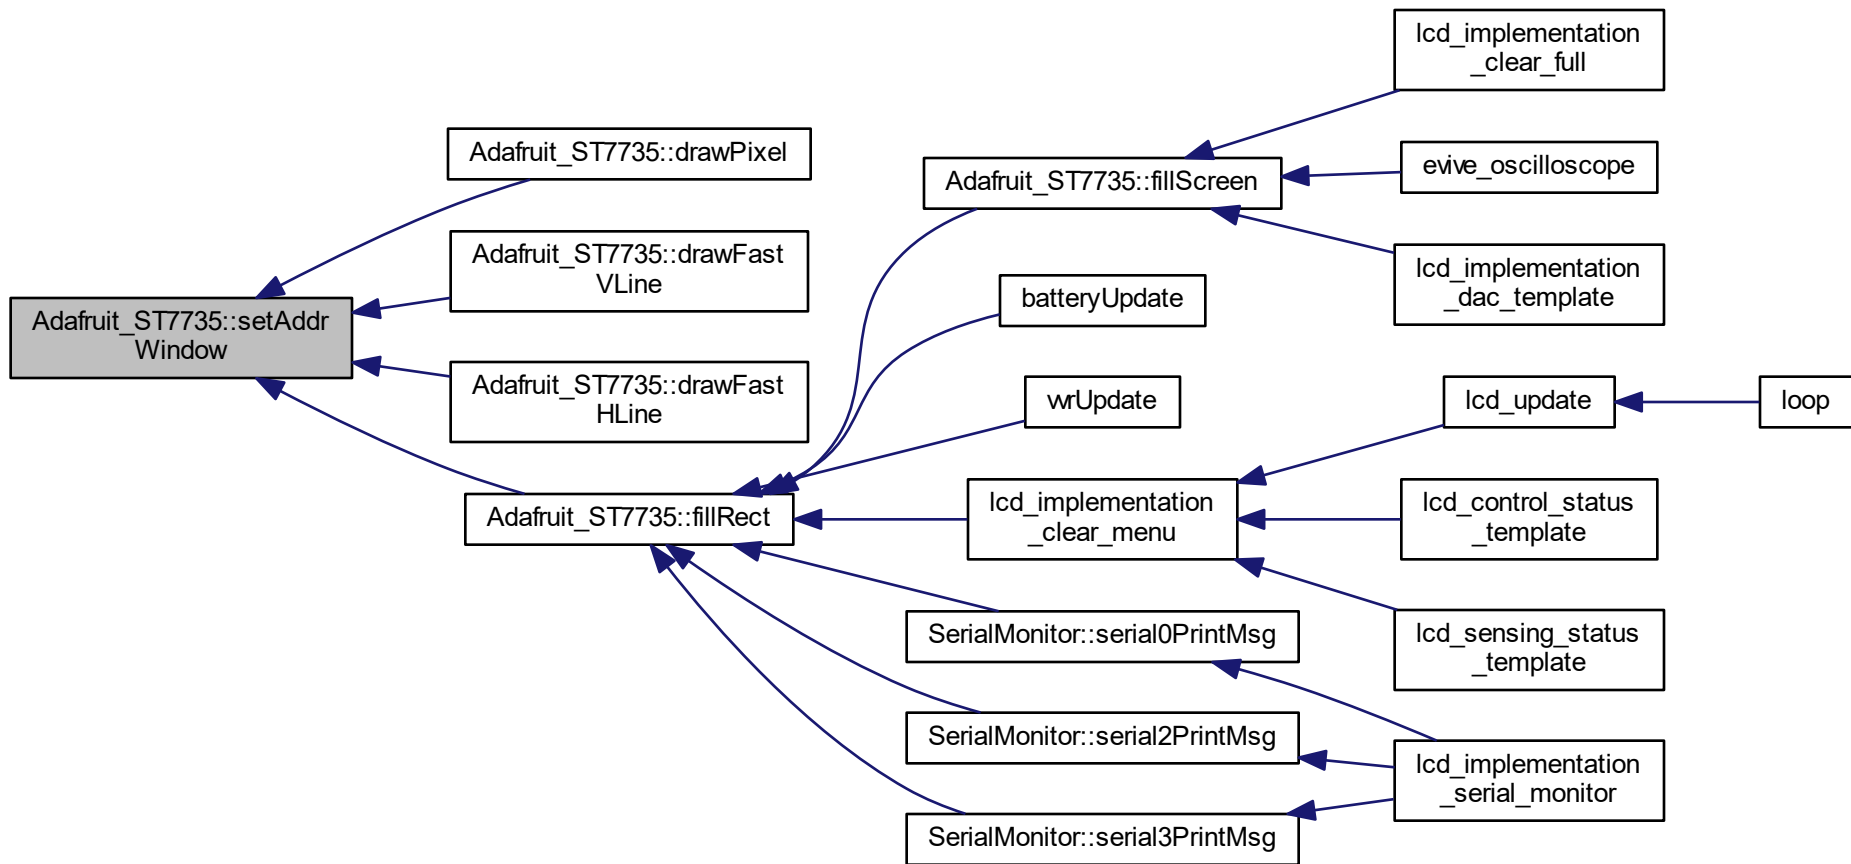 lcd_implementation
_clear_full
Adafruit_ST7735::drawPixel
evive_oscilloscope
Adafruit_ST7735::fillScreen
Adafruit_ST7735::drawFast
VLine
lcd_implementation
_dac_template
batteryUpdate
Adafruit_ST7735::setAddr
Window
Adafruit_ST7735::drawFast
HLine
wrUpdate
lcd_update
loop
Adafruit_ST7735::fillRect
lcd_implementation
_clear_menu
lcd_control_status
_template
SerialMonitor::serial0PrintMsg
lcd_sensing_status
_template
SerialMonitor::serial2PrintMsg
lcd_implementation
_serial_monitor
SerialMonitor::serial3PrintMsg